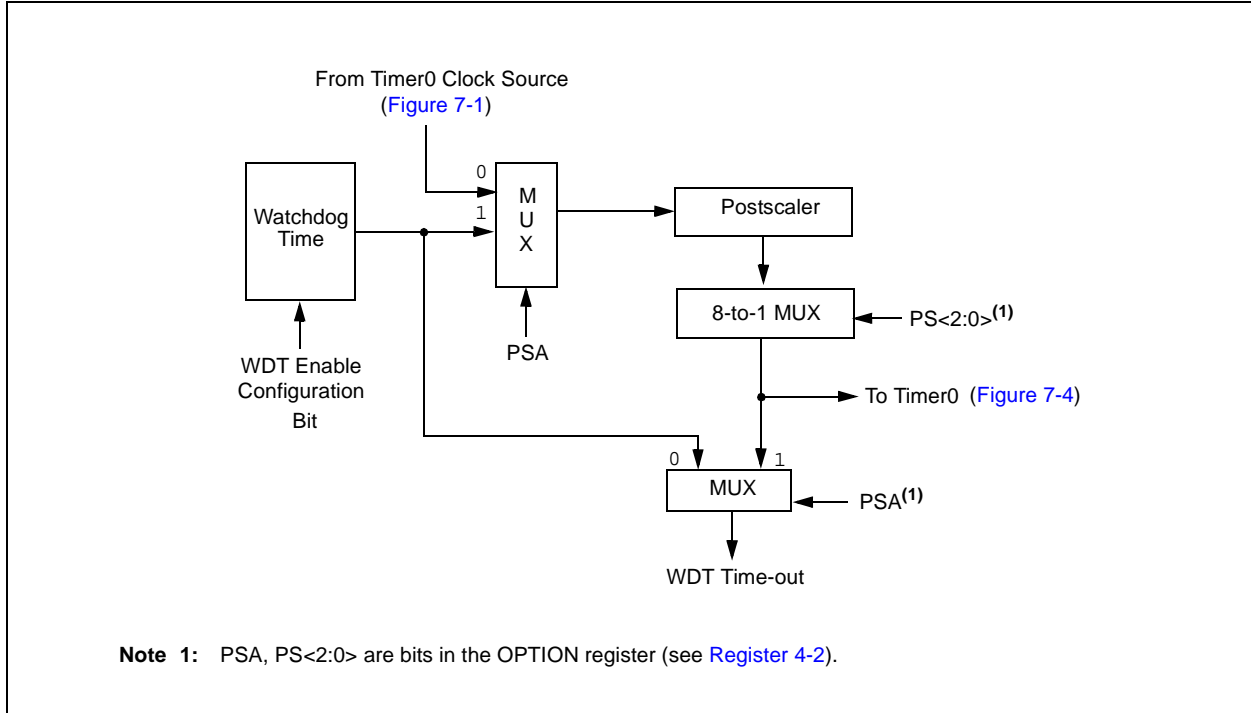 From Timer0 Clock Source
(Figure 7-1)
0
M
U
X
1
Watchdog
Time
Postscaler
8-to-1 MUX
PS<2:0>(1)
PSA
WDT Enable
Configuration
Bit
To Timer0 (Figure 7-4)
0
1
MUX
PSA(1)
WDT Time-out
Note 1: PSA, PS<2:0> are bits in the OPTION register (see Register 4-2).